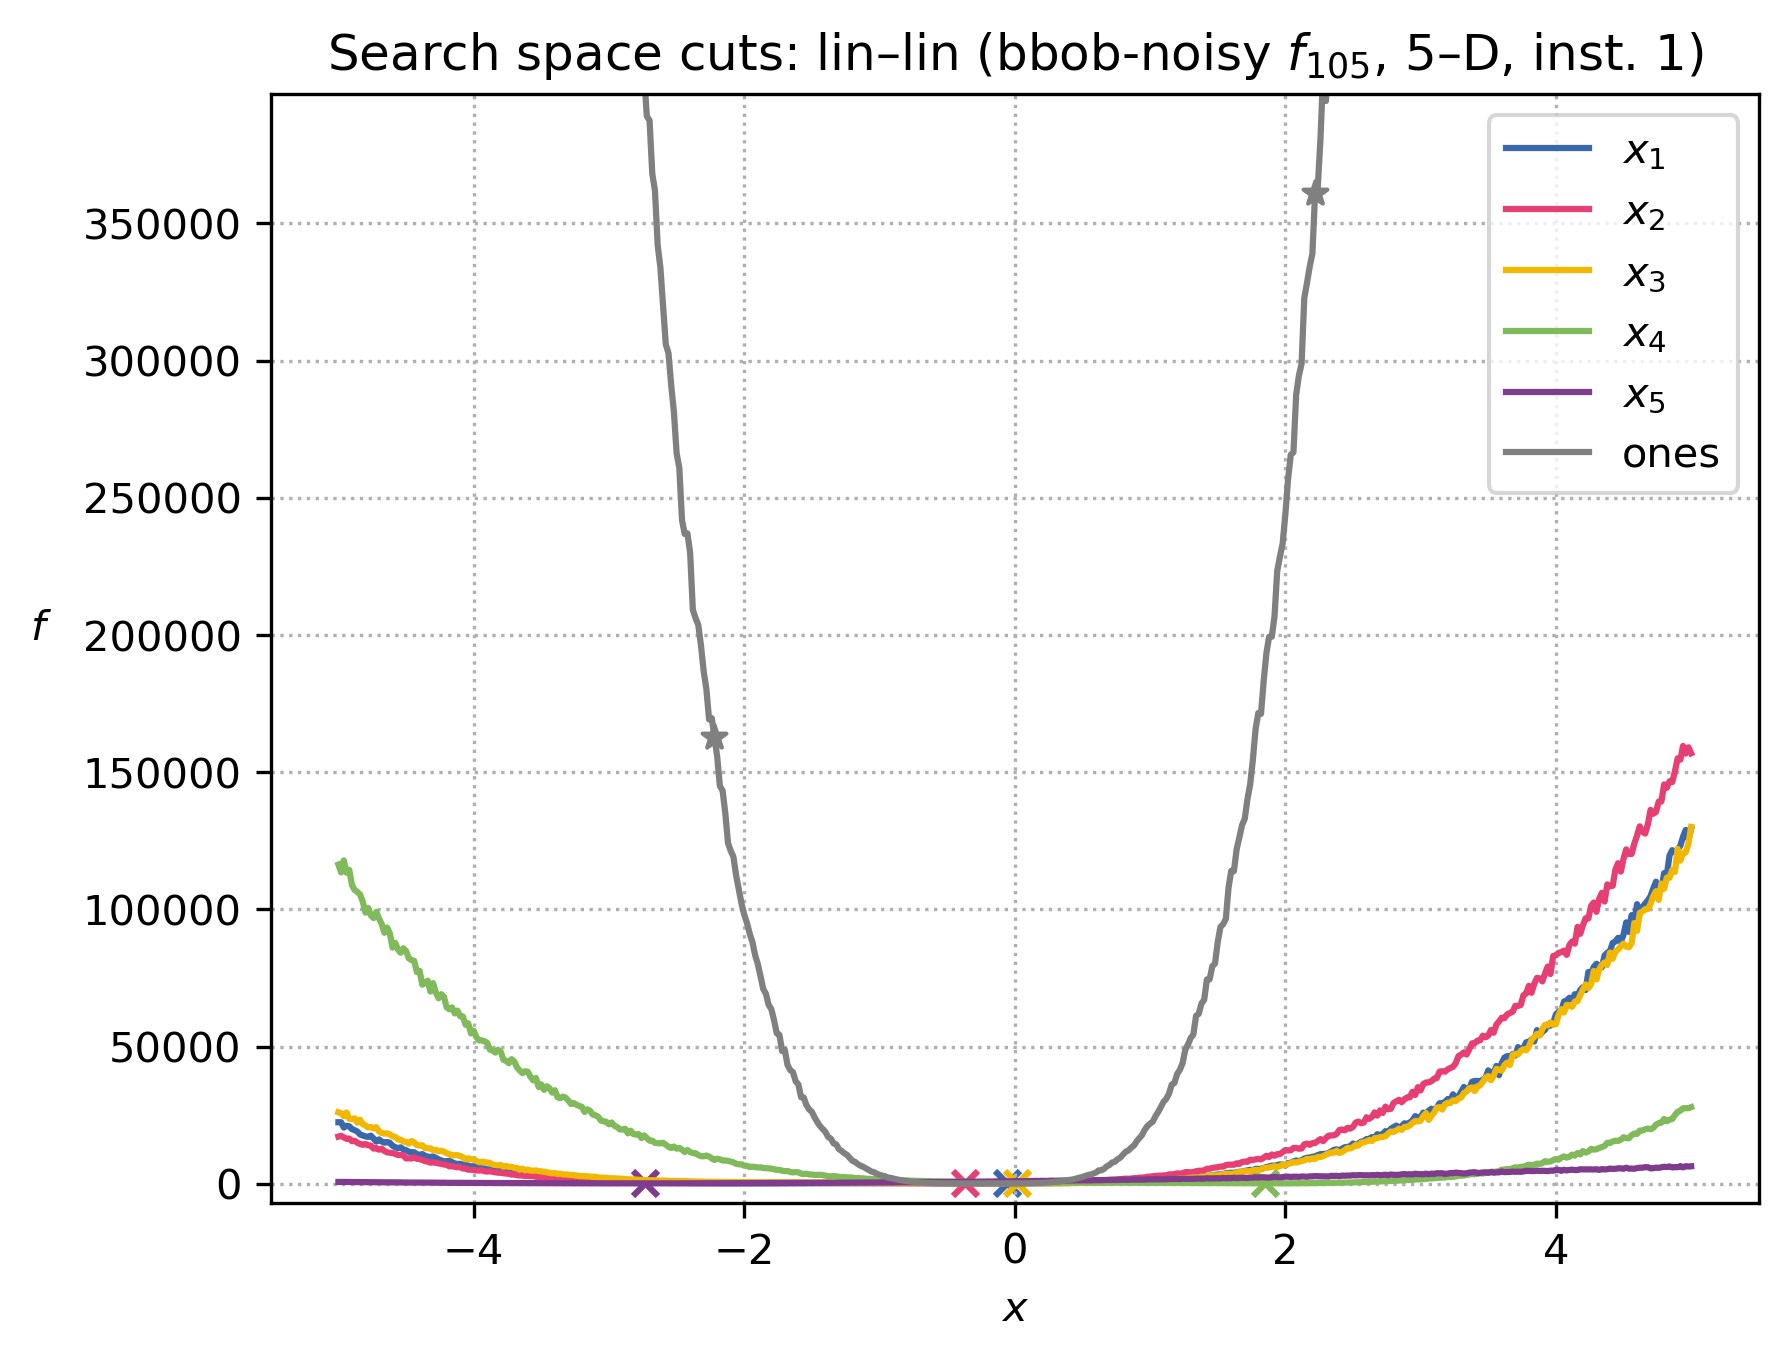 Search space cuts: lin–lin (bbob-noisy f₁₀₅, 5–D, inst. 1)
x₁
x₂
x₃
x₄
x₅
ones
f
350000
300000
250000
200000
150000
100000
50000
0
−4 −2 0 2 4
x